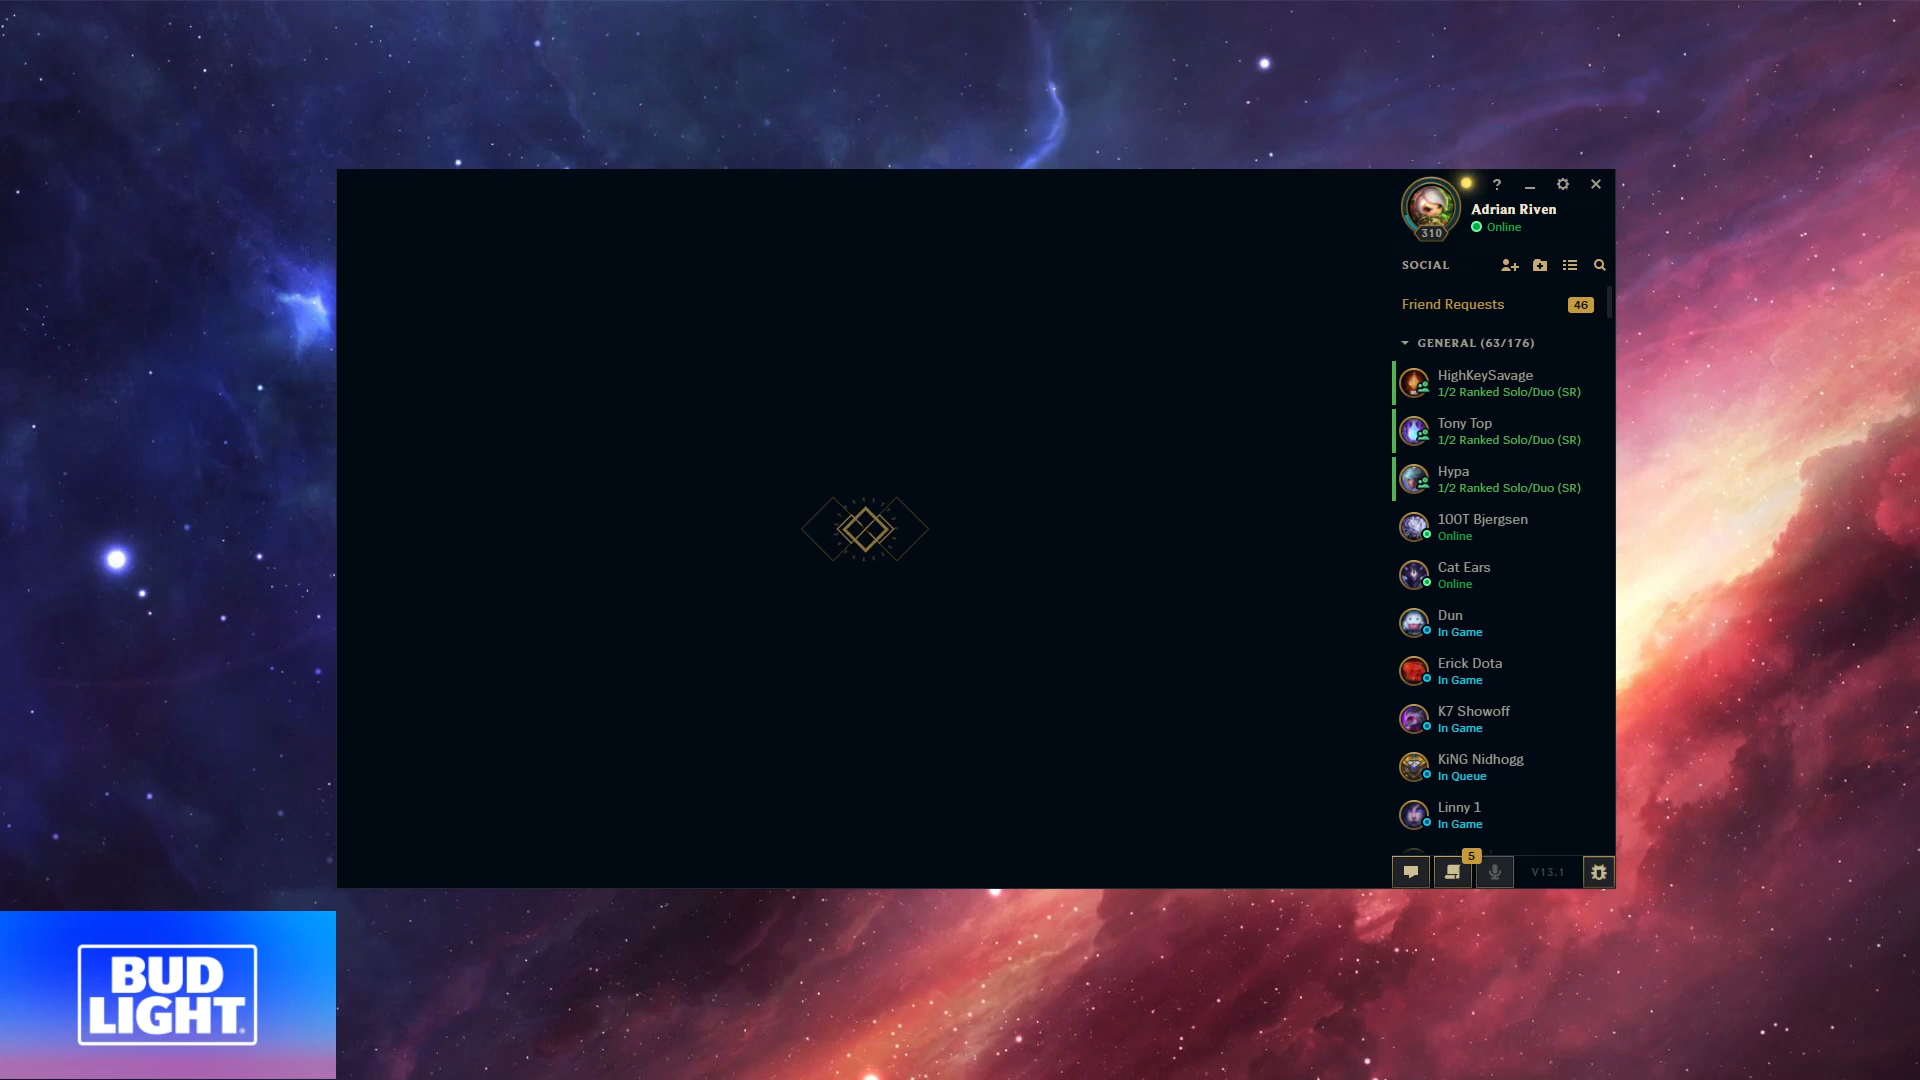 ?
Adrian Riven
310
Online
SOCIAL
Friend Requests
46
GENERAL (63/176)
HighKeySavage
1/2 Ranked Solo/Duo (SR)
Tony Top
1/2 Ranked Solo/Duo (SR)
Hypa
1/2 Ranked Solo/Duo (SR)
100T Bjergsen
Online
Cat Ears
Online
Dun
In Game
Erick Dota
In Game
K7 Showoff
In Game
KiNG Nidhogg
In Queue
Linny 1
In Game
5
V13.1
BUD
LIGHT.